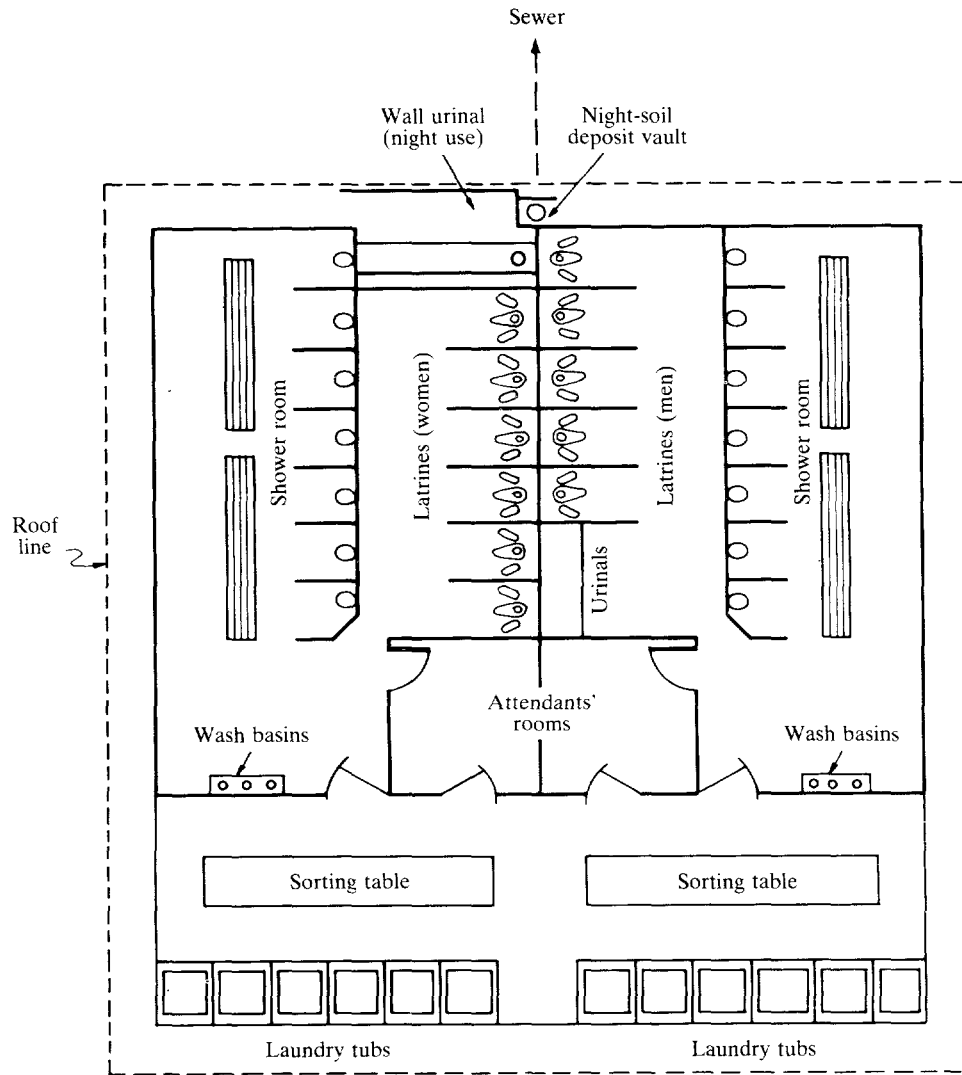 Sewer
Wall urinal
(night use)
Night-soil
deposit vault
Shower room
Latrines (women)
Latrines (men)
Shower room
Roof
line
Urinals
Attendants'
rooms
Wash basins
Wash basins
Sorting table
Sorting table
Laundry tubs
Laundry tubs